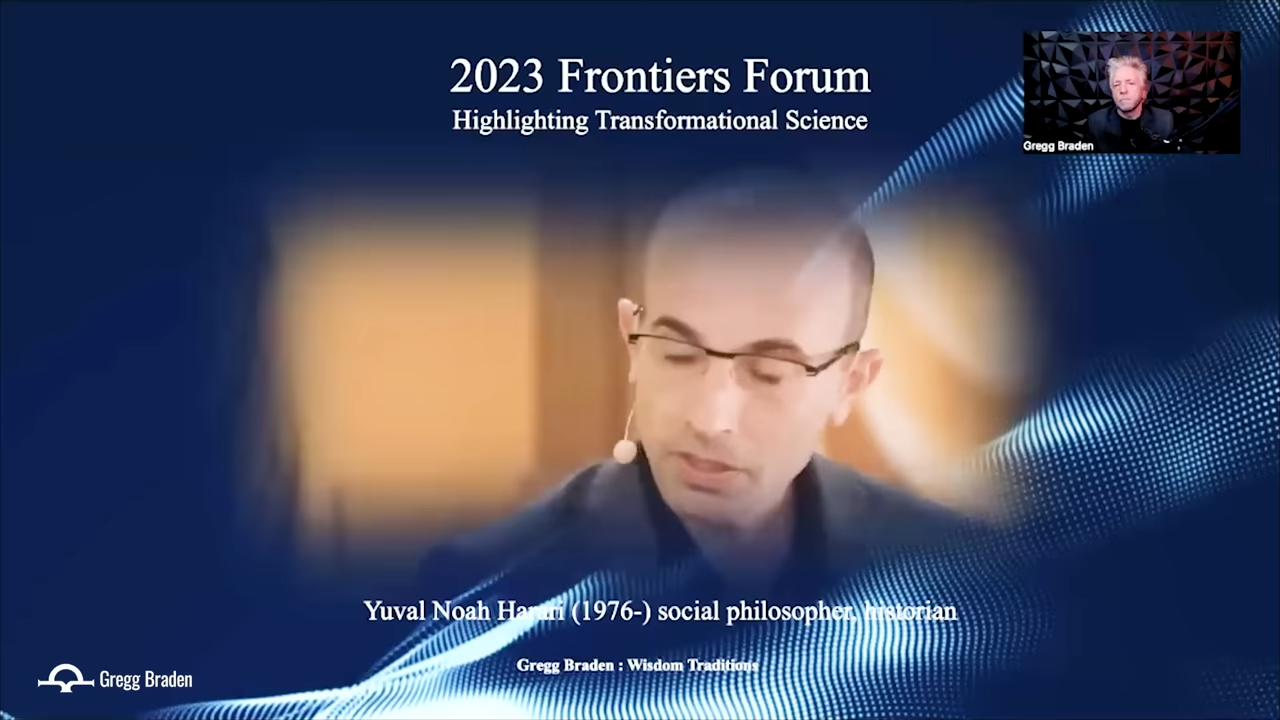 2023 Frontiers Forum
Highlighting Transformational Science
Gregg Braden
Yuval Noah Harari (1976-) social philosopher, historian
Gregg Braden : Wisdom Traditions
Gregg Braden